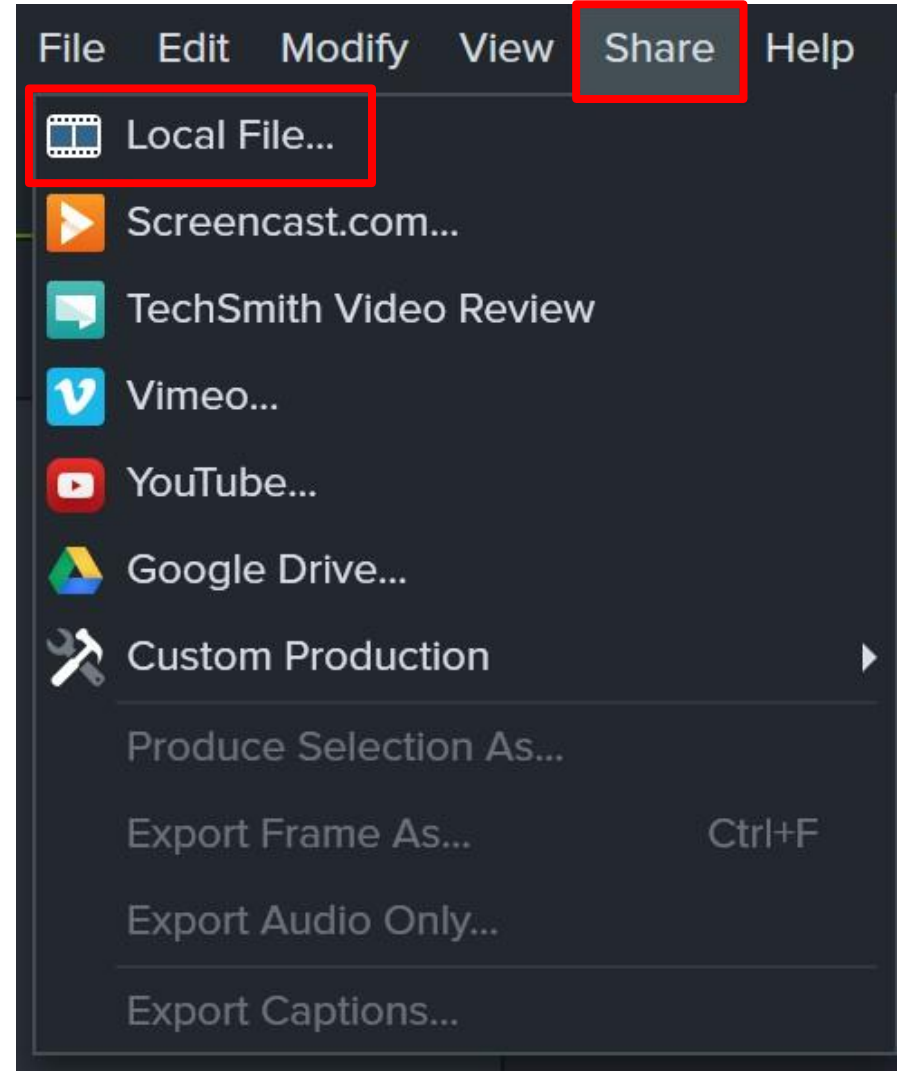 File Edit Modify View Share Help
Local File...
Screencast.com...
TechSmith Video Review
Vimeo...
YouTube...
Google Drive...
Custom Production
Produce Selection As...
Export Frame As... Ctrl+F
Export Audio Only...
Export Captions...